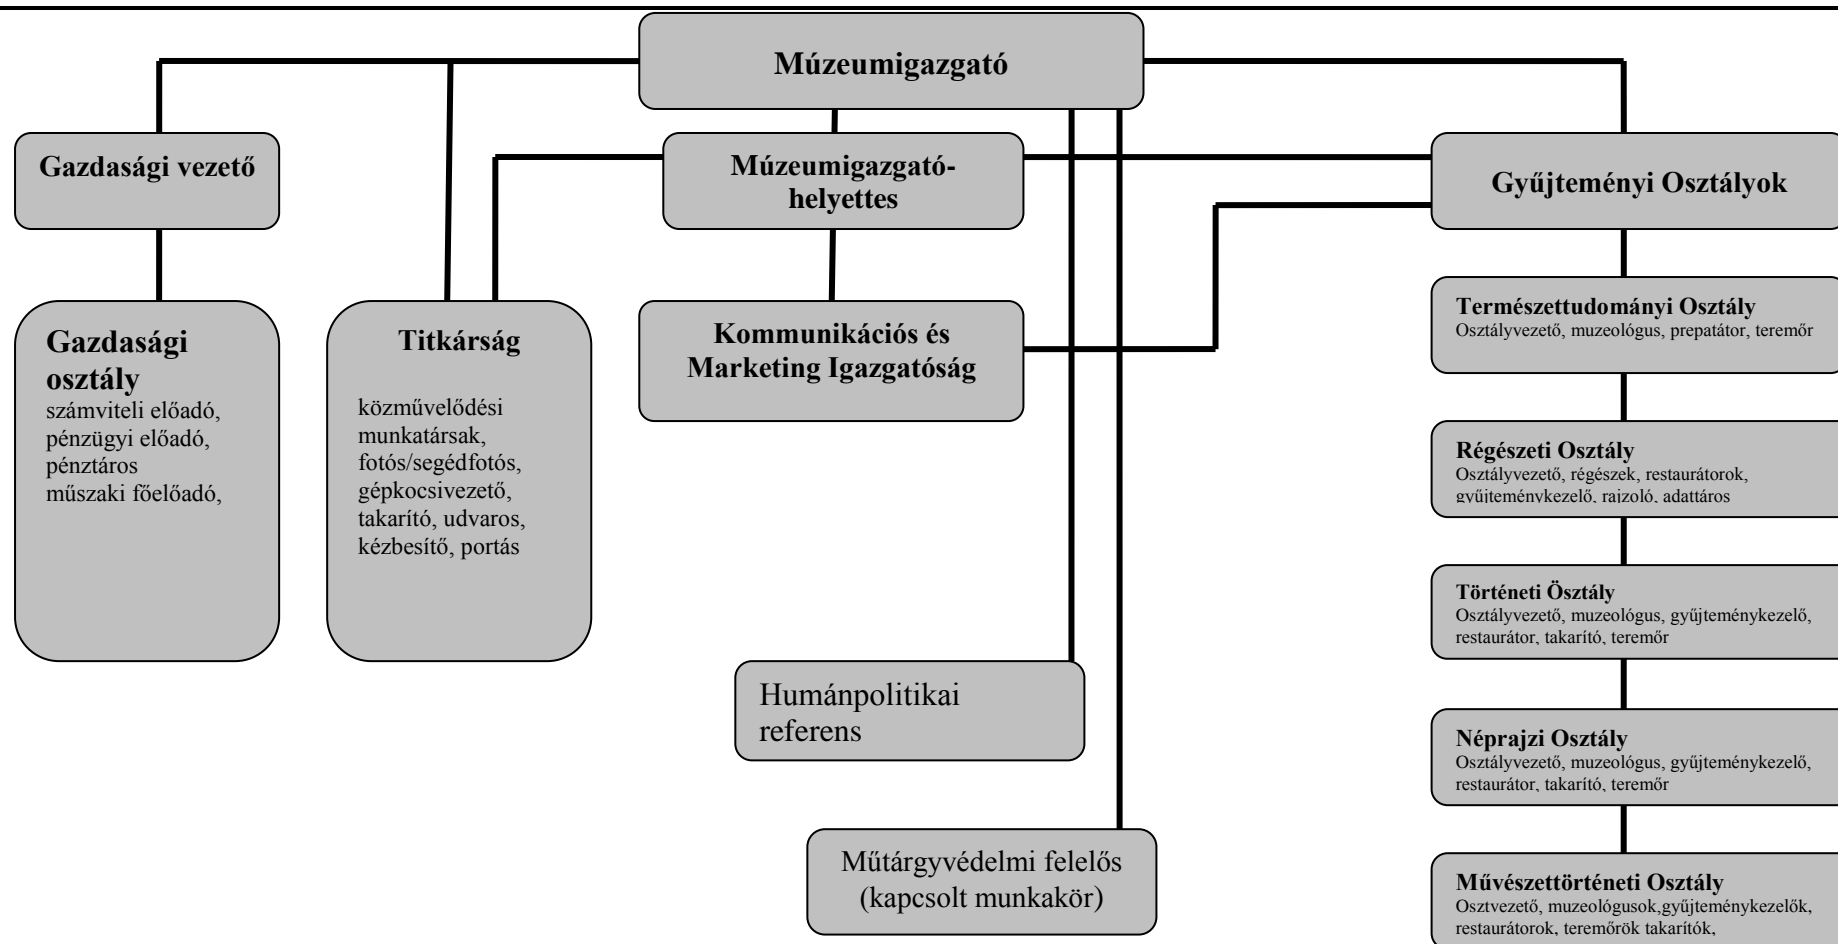 Múzeumigazgató
Gazdasági vezető
Múzeumigazgató-
helyettes
Gyűjteményi Osztályok
Gazdasági
osztály
számviteli előadó,
pénzügyi előadó,
pénztáros
műszaki főelőadó,
Titkárság
közművelődési
munkatársak,
fotós/segédfotós,
gépkocsivezető,
takarító, udvaros,
kézbesítő, portás
Kommunikációs és
Marketing Igazgatóság
Természettudományi Osztály
Osztályvezető, muzeológus, prepatátor, teremőr
Régészeti Osztály
Osztályvezető, régészek, restaurátorok,
gyűjteménykezelő, rajzoló, adattáros
Történeti Ösztály
Osztályvezető, muzeológus, gyűjteménykezelő,
restaurátor, takarító, teremőr
Humánpolitikai
referens
Néprajzi Osztály
Osztályvezető, muzeológus, gyűjteménykezelő,
restaurátor, takarító, teremőr
Műtárgyvédelmi felelős
(kapcsolt munkakör)
Művészettörténeti Osztály
Osztvezető, muzeológusok,gyűjteménykezelők,
restaurátorok, teremőrök takarítók,